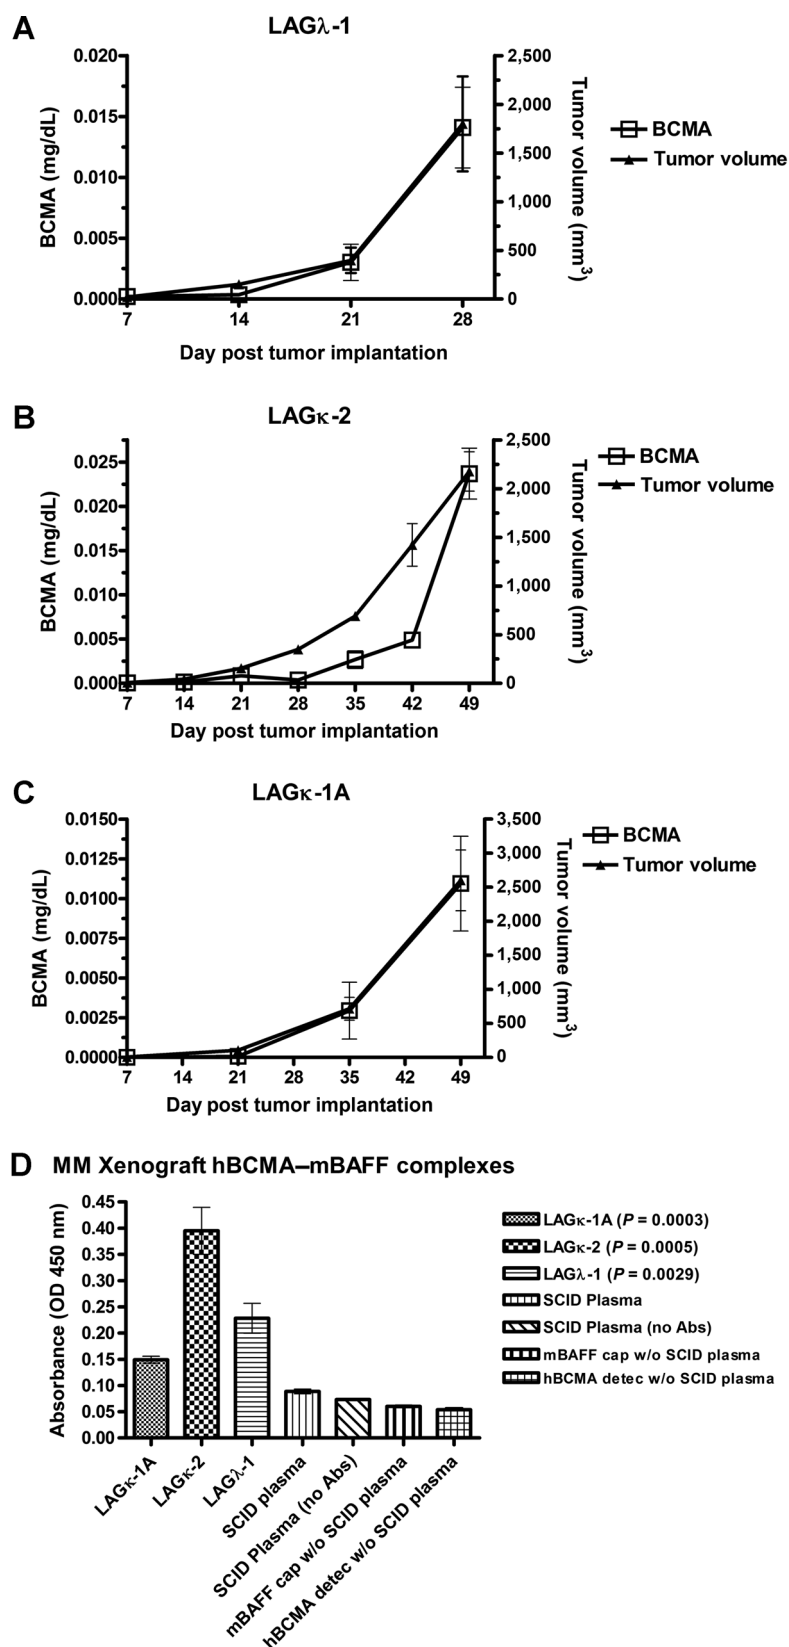 A
LAGλ-1
0.020
0.015
0.010
0.005
0.000
BCMA (mg/dL)
2,500
2,000
1,500
1,000
500
0
Tumor volume (mm³)
BCMA
Tumor volume
7 14 21 28
Day post tumor implantation
B
LAGκ-2
0.025
0.020
0.015
0.010
0.005
0.000
BCMA (mg/dL)
2,500
2,000
1,500
1,000
500
0
Tumor volume (mm³)
BCMA
Tumor volume
7 14 21 28 35 42 49
Day post tumor implantation
C
LAGκ-1A
0.0150
0.0125
0.0100
0.0075
0.0050
0.0025
0.0000
BCMA (mg/dL)
3,500
3,000
2,500
2,000
1,500
1,000
500
0
Tumor volume (mm³)
BCMA
Tumor volume
7 14 21 28 35 42 49
Day post tumor implantation
D MM Xenograft hBCMA–mBAFF complexes
0.45
0.40
0.35
0.30
0.25
0.20
0.15
0.10
0.05
0.00
Absorbance (OD 450 nm)
LAGκ-1A (P = 0.0003)
LAGκ-2 (P = 0.0005)
LAGλ-1 (P = 0.0029)
SCID Plasma
SCID Plasma (no Abs)
mBAFF cap w/o SCID plasma
hBCMA detec w/o SCID plasma
LAGκ-1A
LAGκ-2
LAGλ-1
SCID plasma
SCID Plasma (no Abs)
mBAFF cap w/o SCID plasma
hBCMA detec w/o SCID plasma